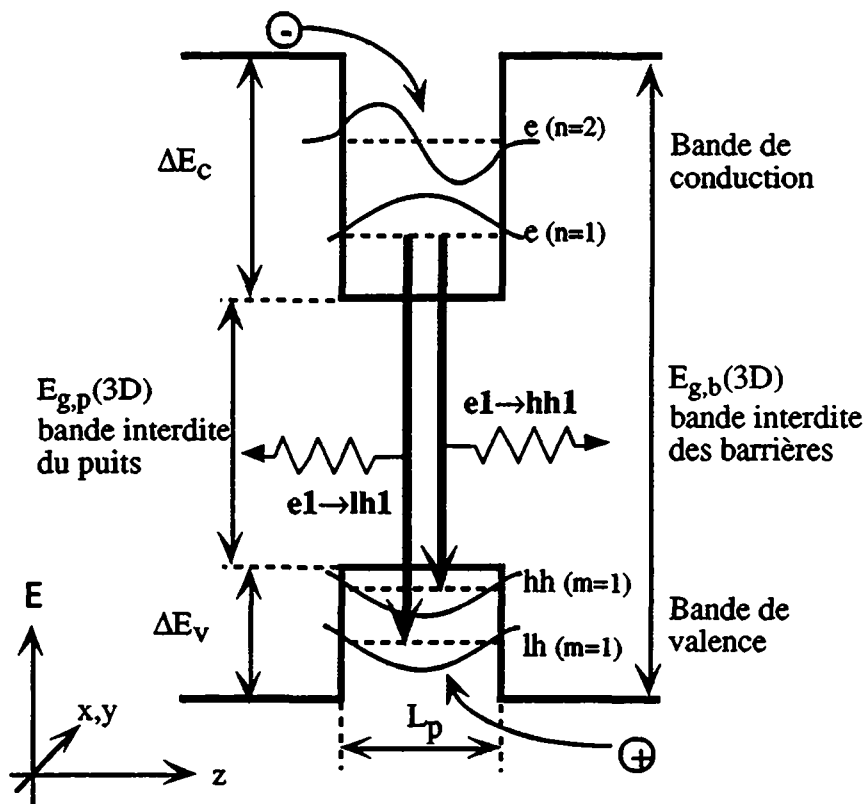 -
e (n=2)
ΔE_c
Bande de
conduction
e (n=1)
E_g,p(3D)
bande interdite
du puits
E_g,b(3D)
bande interdite
des barrières
e1→hh1
e1→lh1
hh (m=1)
E
ΔE_v
lh (m=1)
Bande de
valence
x,y
L_p
z
+